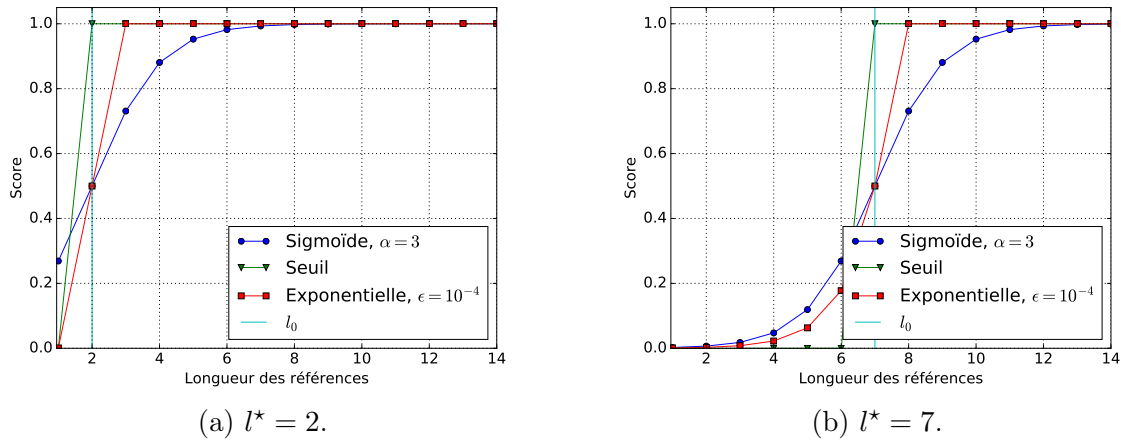 1.0
0.8
0.6
0.4
0.2
0.0
Score
2 4 6 8 10 12 14
Longueur des références
Sigmoïde, α = 3
Seuil
Exponentielle, ϵ = 10⁻⁴
l₀
(a) l⋆ = 2.
1.0
0.8
0.6
0.4
0.2
0.0
Score
2 4 6 8 10 12 14
Longueur des références
Sigmoïde, α = 3
Seuil
Exponentielle, ϵ = 10⁻⁴
l₀
(b) l⋆ = 7.